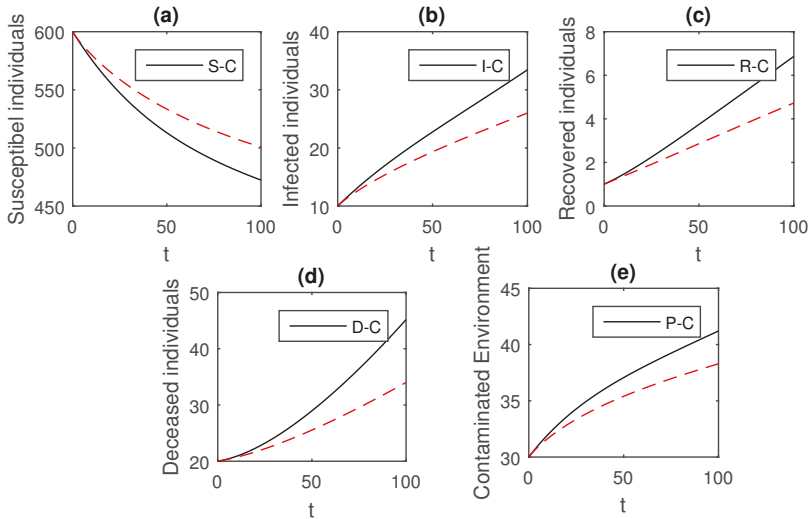 (a)
600
550
500
450
Susceptibel individuals
S-C
0
50
100
t
(b)
40
30
20
10
Infected individuals
I-C
0
50
100
t
(c)
8
6
4
2
0
Recovered individuals
R-C
0
50
100
t
(d)
50
40
30
20
Deceased individuals
D-C
0
50
100
t
(e)
45
40
35
30
Contaminated Environment
P-C
0
50
100
t